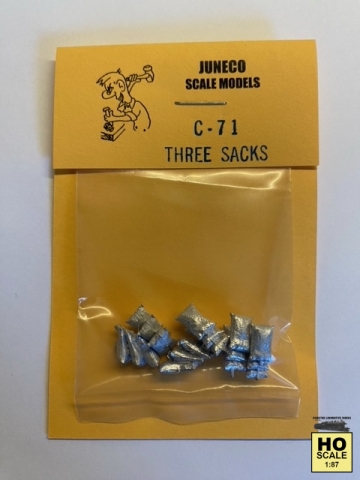 JUNECO
SCALE MODELS
C-71
THREE SACKS
HO
SCALE
1:87